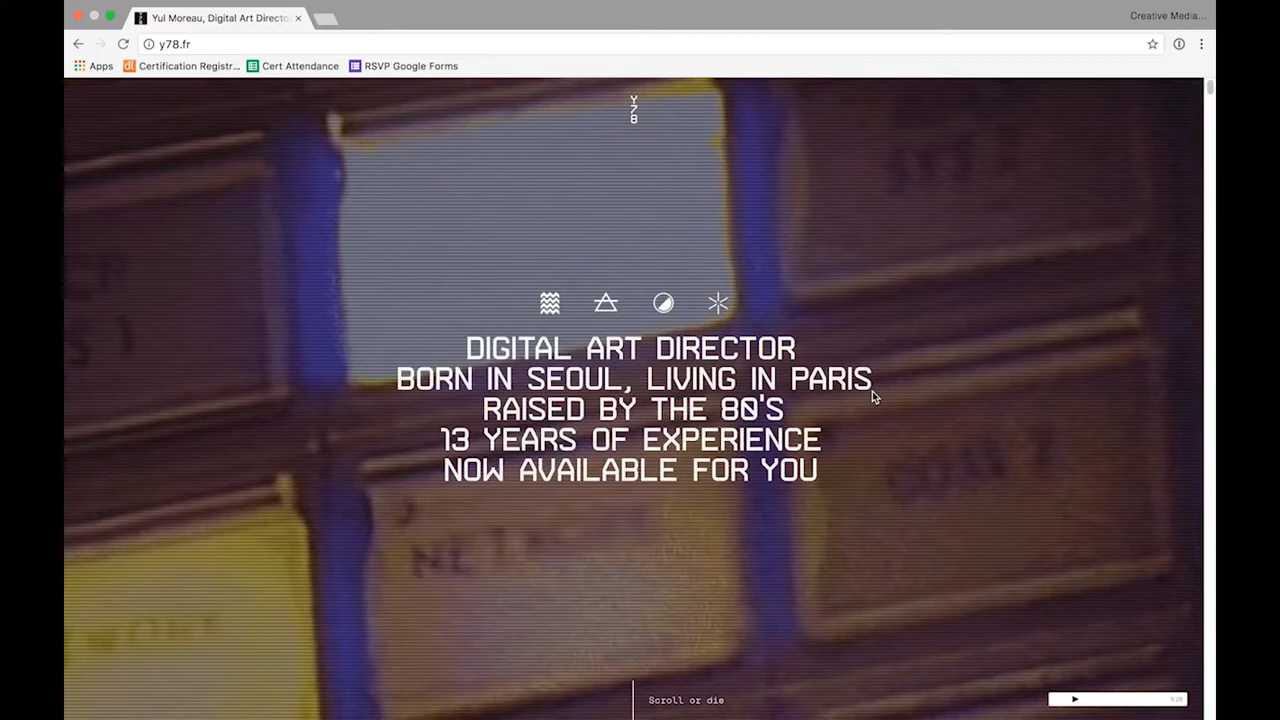 Yul Moreau, Digital Art Directo
Creative Media...
y78.fr
Apps
Certification Registr...
Cert Attendance
RSVP Google Forms
Y
7
8
DIGITAL ART DIRECTOR
BORN IN SEOUL, LIVING IN PARIS
RAISED BY THE 80'S
13 YEARS OF EXPERIENCE
NOW AVAILABLE FOR YOU
Scroll or die